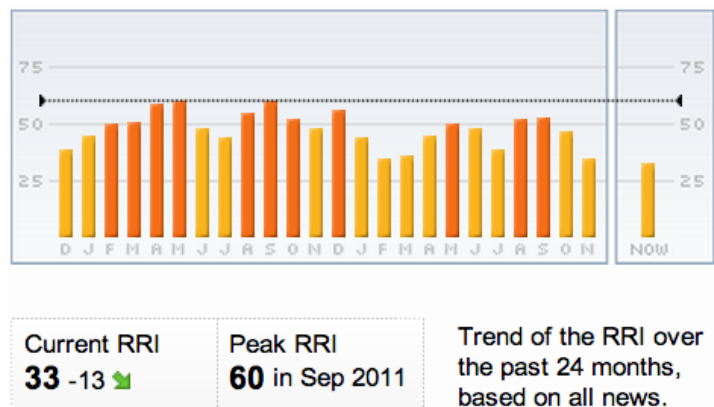 75 75
50 50
25 25
D J F M A M J J A S O N D J F M A M J J A S O N NOW
Current RRI
33 -13
Peak RRI
60 in Sep 2011
Trend of the RRI over
the past 24 months,
based on all news.